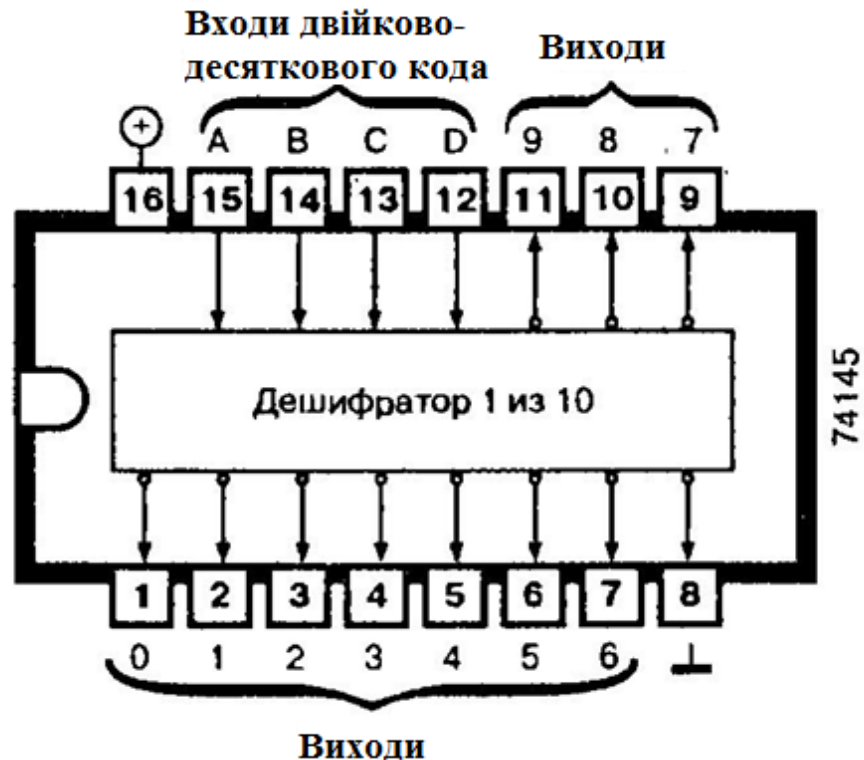 Входи двійково-
десяткового кода
Виходи
A B C D 9 8 7
16 15 14 13 12 11 10 9
Дешифратор 1 из 10
74145
1 2 3 4 5 6 7 8
0 1 2 3 4 5 6
Виходи